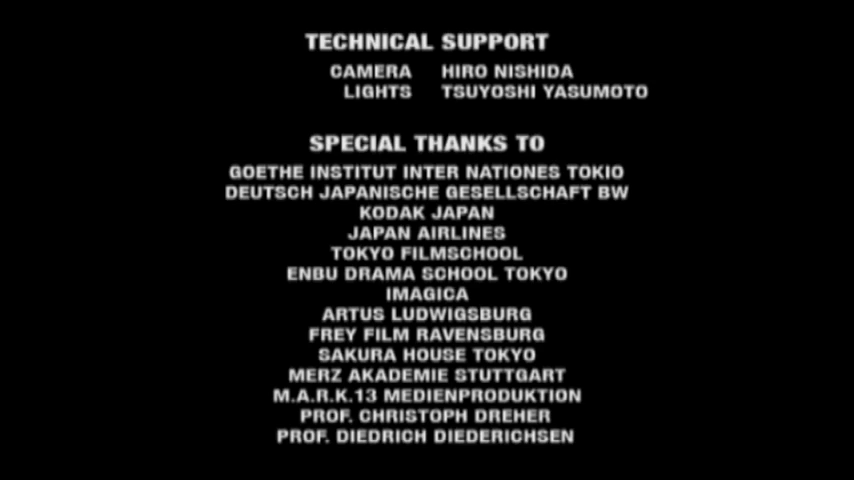 TECHNICAL SUPPORT
CAMERA HIRO NISHIDA
LIGHTS TSUYOSHI YASUMOTO
SPECIAL THANKS TO
GOETHE INSTITUT INTER NATIONES TOKIO
DEUTSCH JAPANISCHE GESELLSCHAFT BW
KODAK JAPAN
JAPAN AIRLINES
TOKYO FILMSCHOOL
ENBU DRAMA SCHOOL TOKYO
IMAGICA
ARTUS LUDWIGSBURG
FREY FILM RAVENSBURG
SAKURA HOUSE TOKYO
MERZ AKADEMIE STUTTGART
M.A.R.K.13 MEDIENPRODUKTION
PROF. CHRISTOPH DREHER
PROF. DIEDRICH DIEDERICHSEN